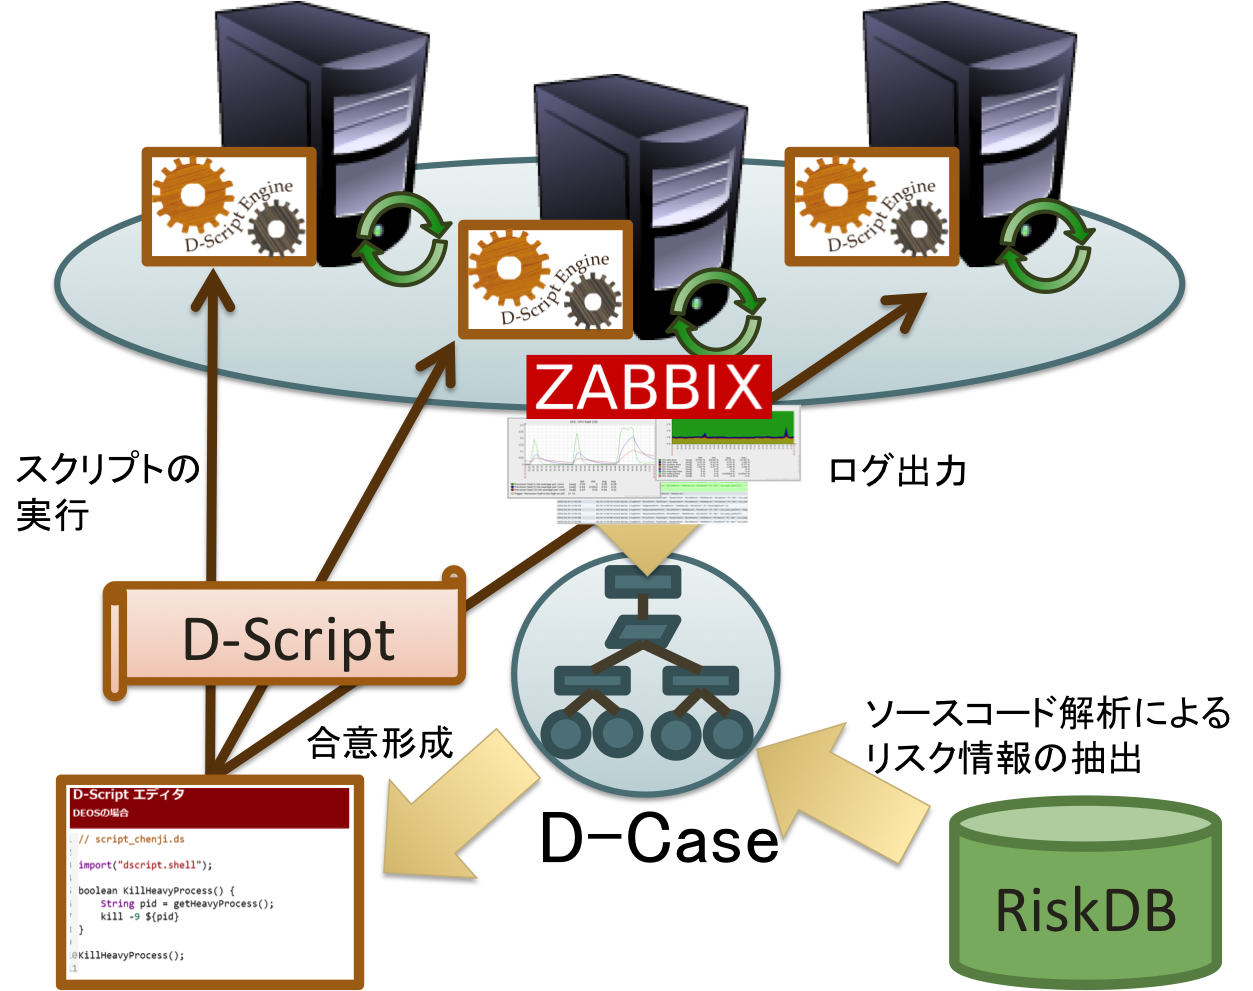 D-Script Engine
D-Script Engine
D-Script Engine
ZABBIX
スクリプトの
実行
ログ出力
D-Script
合意形成
ソースコード解析による
リスク情報の抽出
D-Case
RiskDB
D-Script エディタ
DEOSの場合
// script_chenji.ds
import("dscript.shell");
boolean KillHeavyProcess() {
String pid = getHeavyProcess();
kill -9 ${pid}
}
KillHeavyProcess();